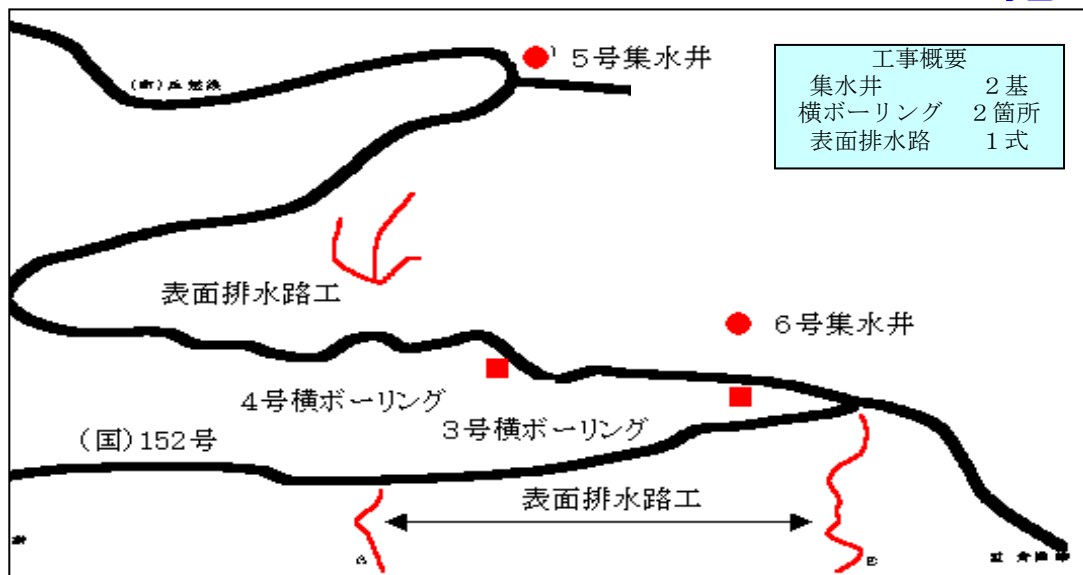 5号集水井
工事概要
集水井 2基
横ボーリング 2箇所
表面排水路 1式
表面排水路工
6号集水井
4号横ボーリング
3号横ボーリング
(国)152号
表面排水路工